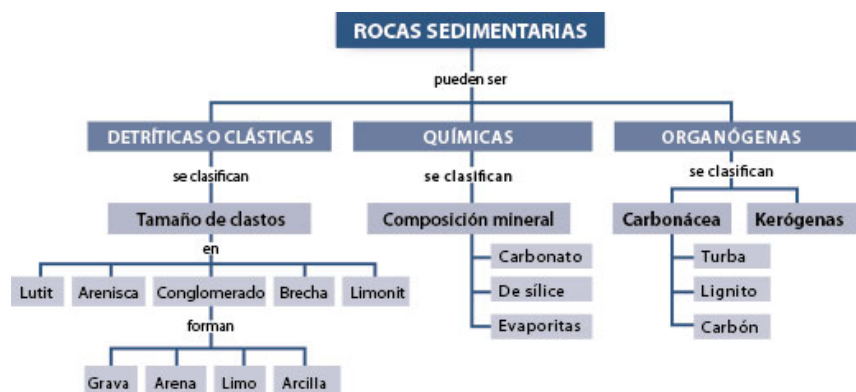 ROCAS SEDIMENTARIAS
pueden ser
DETRÍTICAS O CLÁSTICAS
QUÍMICAS
ORGANÓGENAS
se clasifican
se clasifican
se clasifican
Tamaño de clastos
Composición mineral
Carbonácea
Kerógenas
en
Carbonato
Turba
Lutit
Arenisca
Conglomerado
Brecha
Limonit
De sílice
Lignito
forman
Evaporitas
Carbón
Grava
Arena
Limo
Arcilla